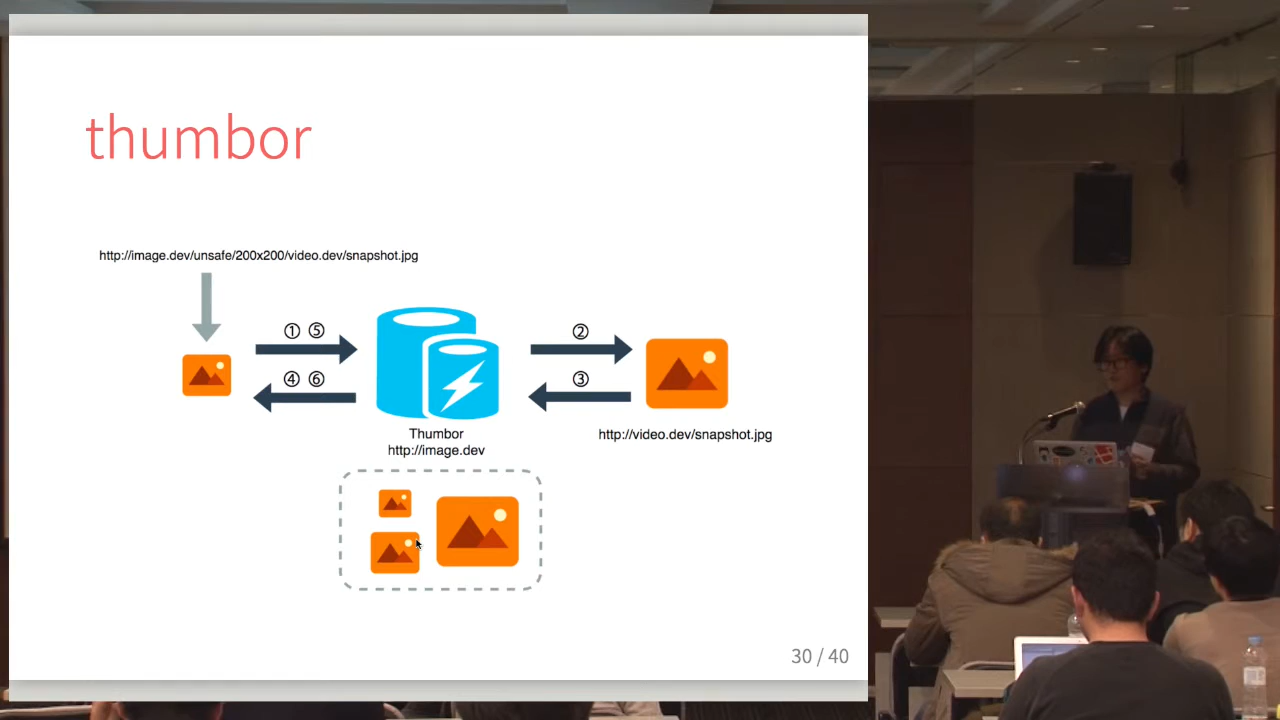 thumbor
http://image.dev/unsafe/200x200/video.dev/snapshot.jpg
① ⑤
②
④ ⑥
③
Thumbor
http://image.dev
http://video.dev/snapshot.jpg
30 / 40